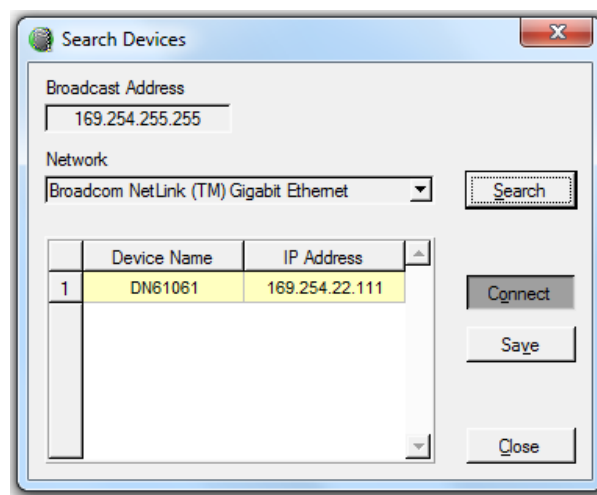 Search Devices
Broadcast Address
169.254.255.255
Network
Broadcom NetLink (TM) Gigabit Ethernet
Search
Device Name IP Address
1 DN61061 169.254.22.111
Connect
Save
Close